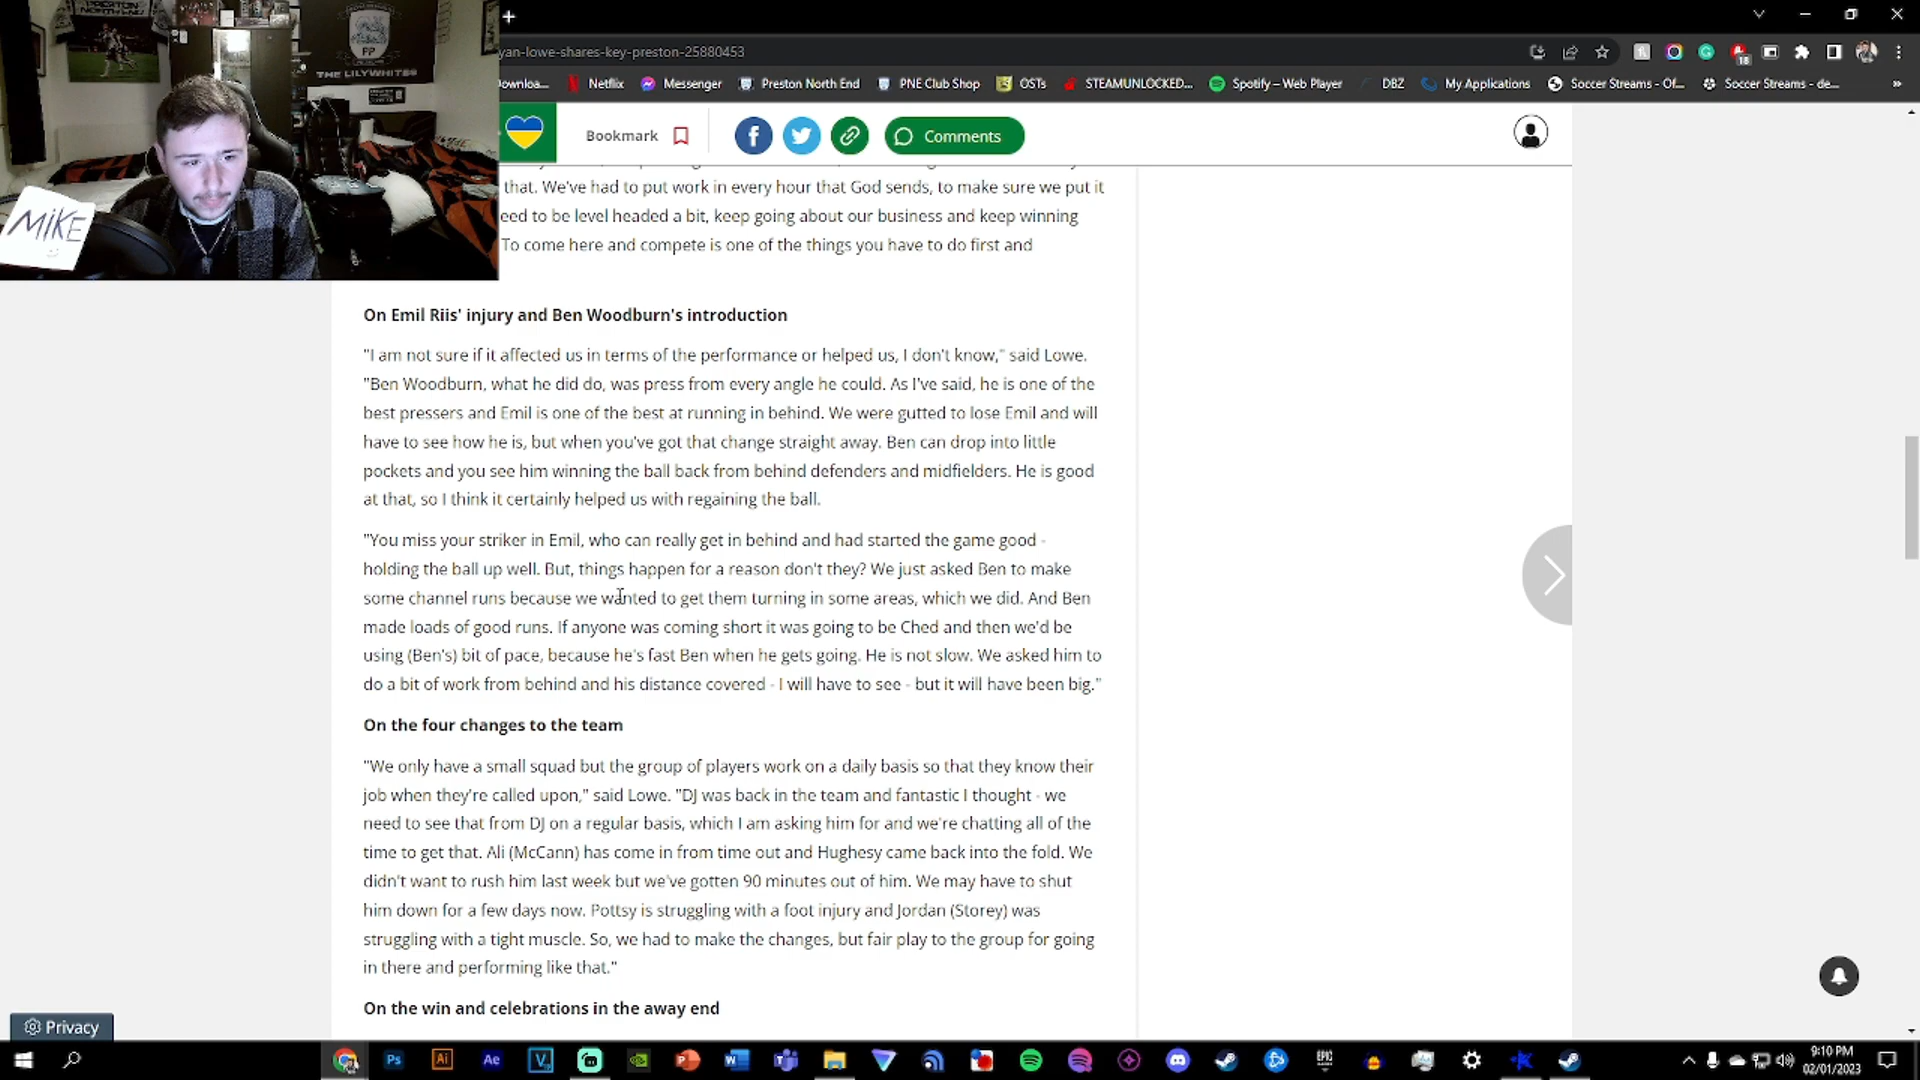 PRESTON
NORTH END
PP
THE LILYWHITES
MIKE
yan-lowe-shares-key-preston-25880453
18
Downloa...
Netflix
Messenger
Preston North End
PNE Club Shop
OSTs
STEAMUNLOCKED...
Spotify – Web Player
DBZ
My Applications
Soccer Streams - Of...
Soccer Streams - de...
»
Bookmark
Comments
that. We've had to put work in every hour that God sends, to make sure we put it
eed to be level headed a bit, keep going about our business and keep winning
To come here and compete is one of the things you have to do first and
On Emil Riis' injury and Ben Woodburn's introduction
"I am not sure if it affected us in terms of the performance or helped us, I don't know," said Lowe.
"Ben Woodburn, what he did do, was press from every angle he could. As I've said, he is one of the
best pressers and Emil is one of the best at running in behind. We were gutted to lose Emil and will
have to see how he is, but when you've got that change straight away. Ben can drop into little
pockets and you see him winning the ball back from behind defenders and midfielders. He is good
at that, so I think it certainly helped us with regaining the ball.
"You miss your striker in Emil, who can really get in behind and had started the game good -
holding the ball up well. But, things happen for a reason don't they? We just asked Ben to make
some channel runs because we wanted to get them turning in some areas, which we did. And Ben
made loads of good runs. If anyone was coming short it was going to be Ched and then we'd be
using (Ben's) bit of pace, because he's fast Ben when he gets going. He is not slow. We asked him to
do a bit of work from behind and his distance covered - I will have to see - but it will have been big."
On the four changes to the team
"We only have a small squad but the group of players work on a daily basis so that they know their
job when they're called upon," said Lowe. "DJ was back in the team and fantastic I thought - we
need to see that from DJ on a regular basis, which I am asking him for and we're chatting all of the
time to get that. Ali (McCann) has come in from time out and Hughesy came back into the fold. We
didn't want to rush him last week but we've gotten 90 minutes out of him. We may have to shut
him down for a few days now. Pottsy is struggling with a foot injury and Jordan (Storey) was
struggling with a tight muscle. So, we had to make the changes, but fair play to the group for going
in there and performing like that."
On the win and celebrations in the away end
Privacy
Ps
Ai
Ae
V
EPIC
9:10 PM
02/01/2023